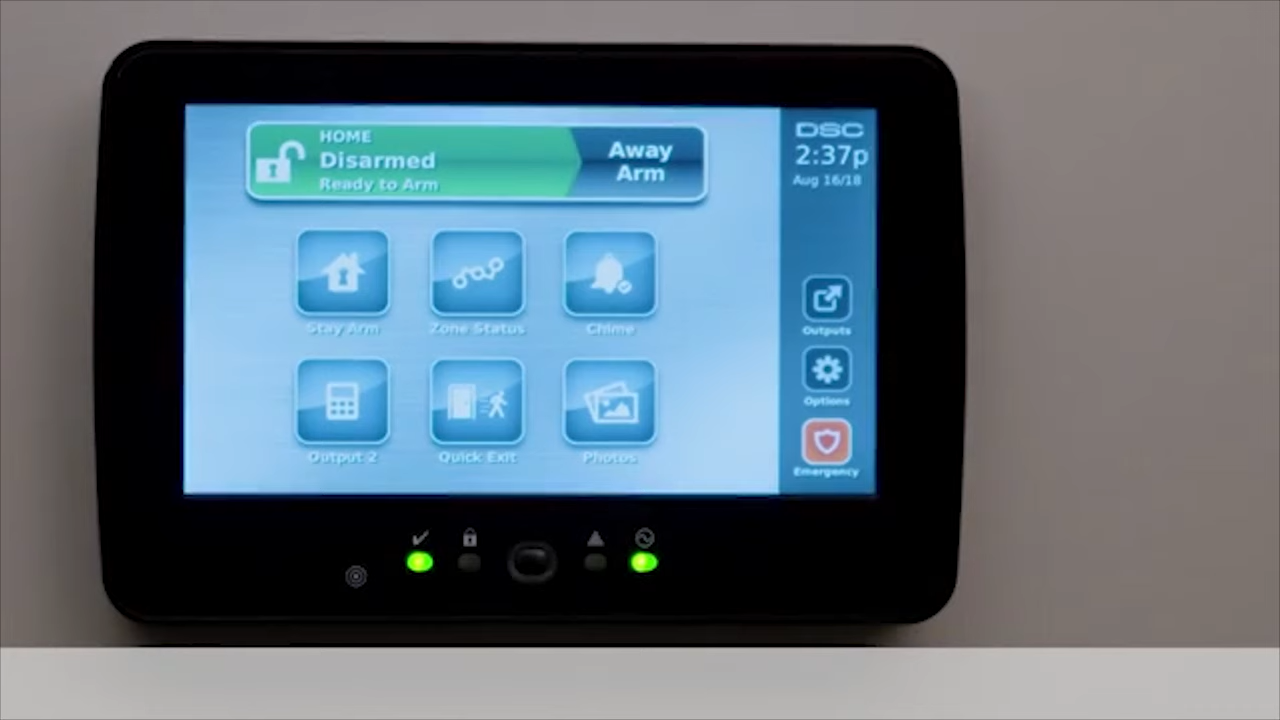 HOME
Disarmed
Ready to Arm
Away
Arm
DSC
2:37p
Aug 16/18
Stay Arm
Zone Status
Chime
Outputs
Options
Output 2
Quick Exit
Photos
Emergency